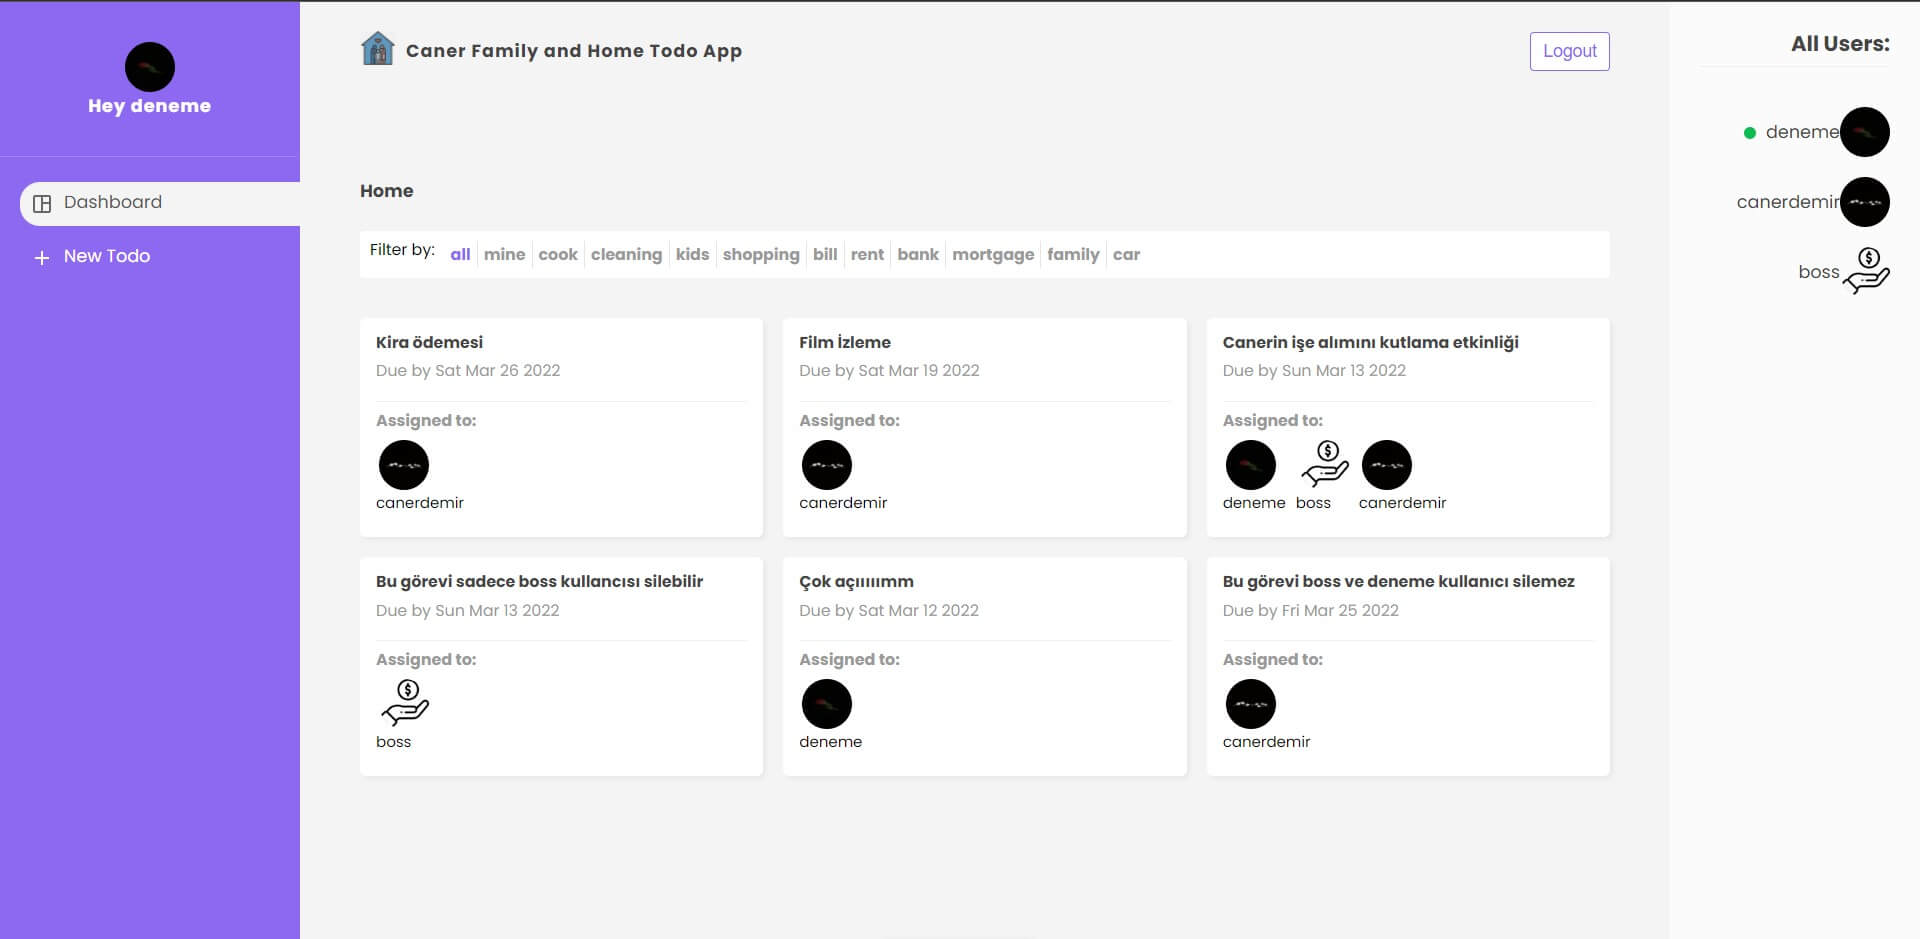 Hey deneme
Dashboard
New Todo
Caner Family and Home Todo App
Logout
Home
Filter by: all mine cook cleaning kids shopping bill rent bank mortgage family car
Kira ödemesi
Due by Sat Mar 26 2022
Assigned to:
canerdemir
Film İzleme
Due by Sat Mar 19 2022
Assigned to:
canerdemir
Canerin işe alımını kutlama etkinliği
Due by Sun Mar 13 2022
Assigned to:
$
deneme boss canerdemir
Bu görevi sadece boss kullancısı silebilir
Due by Sun Mar 13 2022
Assigned to:
$
boss
Çok açııııımm
Due by Sat Mar 12 2022
Assigned to:
deneme
Bu görevi boss ve deneme kullanıcı silemez
Due by Fri Mar 25 2022
Assigned to:
canerdemir
All Users:
deneme
canerdemir
boss $